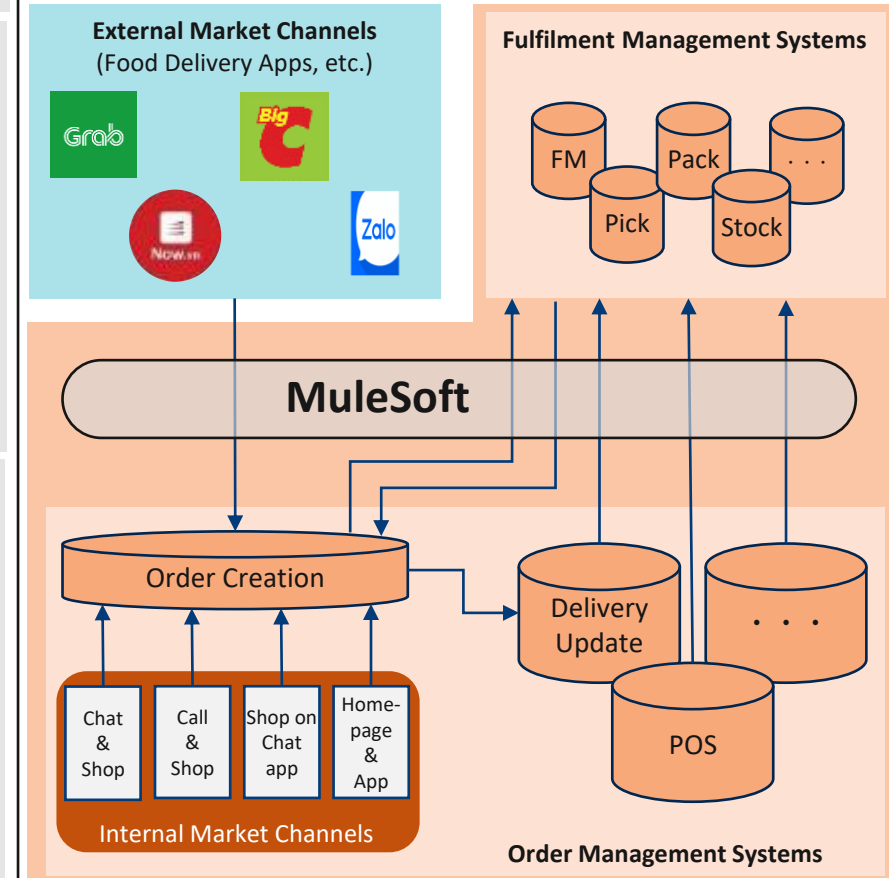 External Market Channels
(Food Delivery Apps, etc.)
Grab
Big
C
Now.vn
Zalo
Fulfilment Management Systems
FM
Pack
. . .
Pick
Stock
MuleSoft
Order Creation
Delivery
Update
. . .
POS
Chat
&
Shop
Call
&
Shop
Shop on
Chat
app
Home-
page
&
App
Internal Market Channels
Order Management Systems